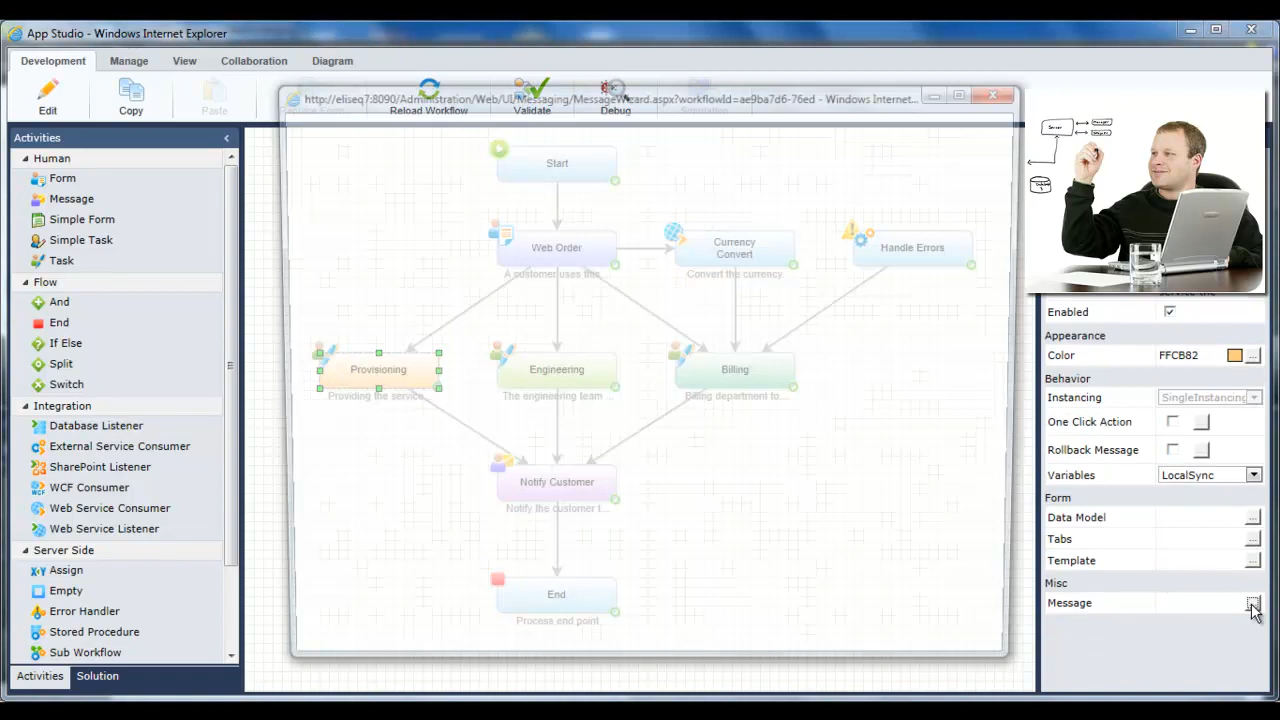 App Studio - Windows Internet Explorer
Development Manage View Collaboration Diagram
Edit Copy Paste Reload Workflow Validate Debug
http://eliseq7:8090/Administration/Web/UI/Messaging/MessageWizard.aspx?workflowId=ae9ba7d6-76ed - Windows Internet...
Activities
Human
Form
Message
Simple Form
Simple Task
Task
Flow
And
End
If Else
Split
Switch
Integration
Database Listener
External Service Consumer
SharePoint Listener
WCF Consumer
Web Service Consumer
Web Service Listener
Server Side
Assign
Empty
Error Handler
Stored Procedure
Sub Workflow
Activities Solution
Start
Web Order
A customer uses the...
Currency
Convert
Convert the currency
Handle Errors
Provisioning
Providing the service
Engineering
The engineering team ...
Billing
Billing department to...
Notify Customer
Notify the customer t...
End
Process end point
Server
service the
Enabled
Appearance
Color FFCB82
Behavior
Instancing SingleInstancing
One Click Action
Rollback Message
Variables LocalSync
Form
Data Model
Tabs
Template
Misc
Message